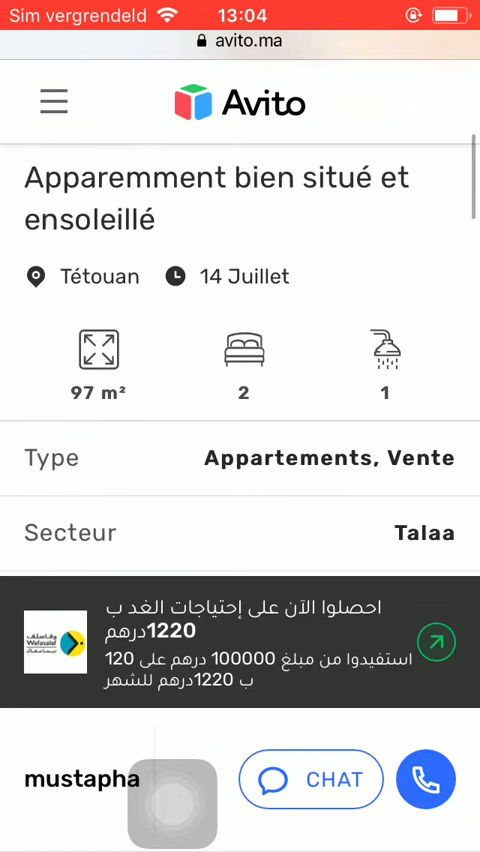 Sim vergrendeld 13:04
avito.ma
Avito
Apparemment bien situé et
ensoleillé
Tétouan 14 Juillet
97 m² 2 1
Type Appartements, Vente
Secteur Talaa
احصلوا الآن على إحتياجات الغد ب
1220درهم
استفيدوا من مبلغ 100000 درهم على 120
ب 1220درهم للشهر
وفاسلف
Wafasalaf
mustapha CHAT